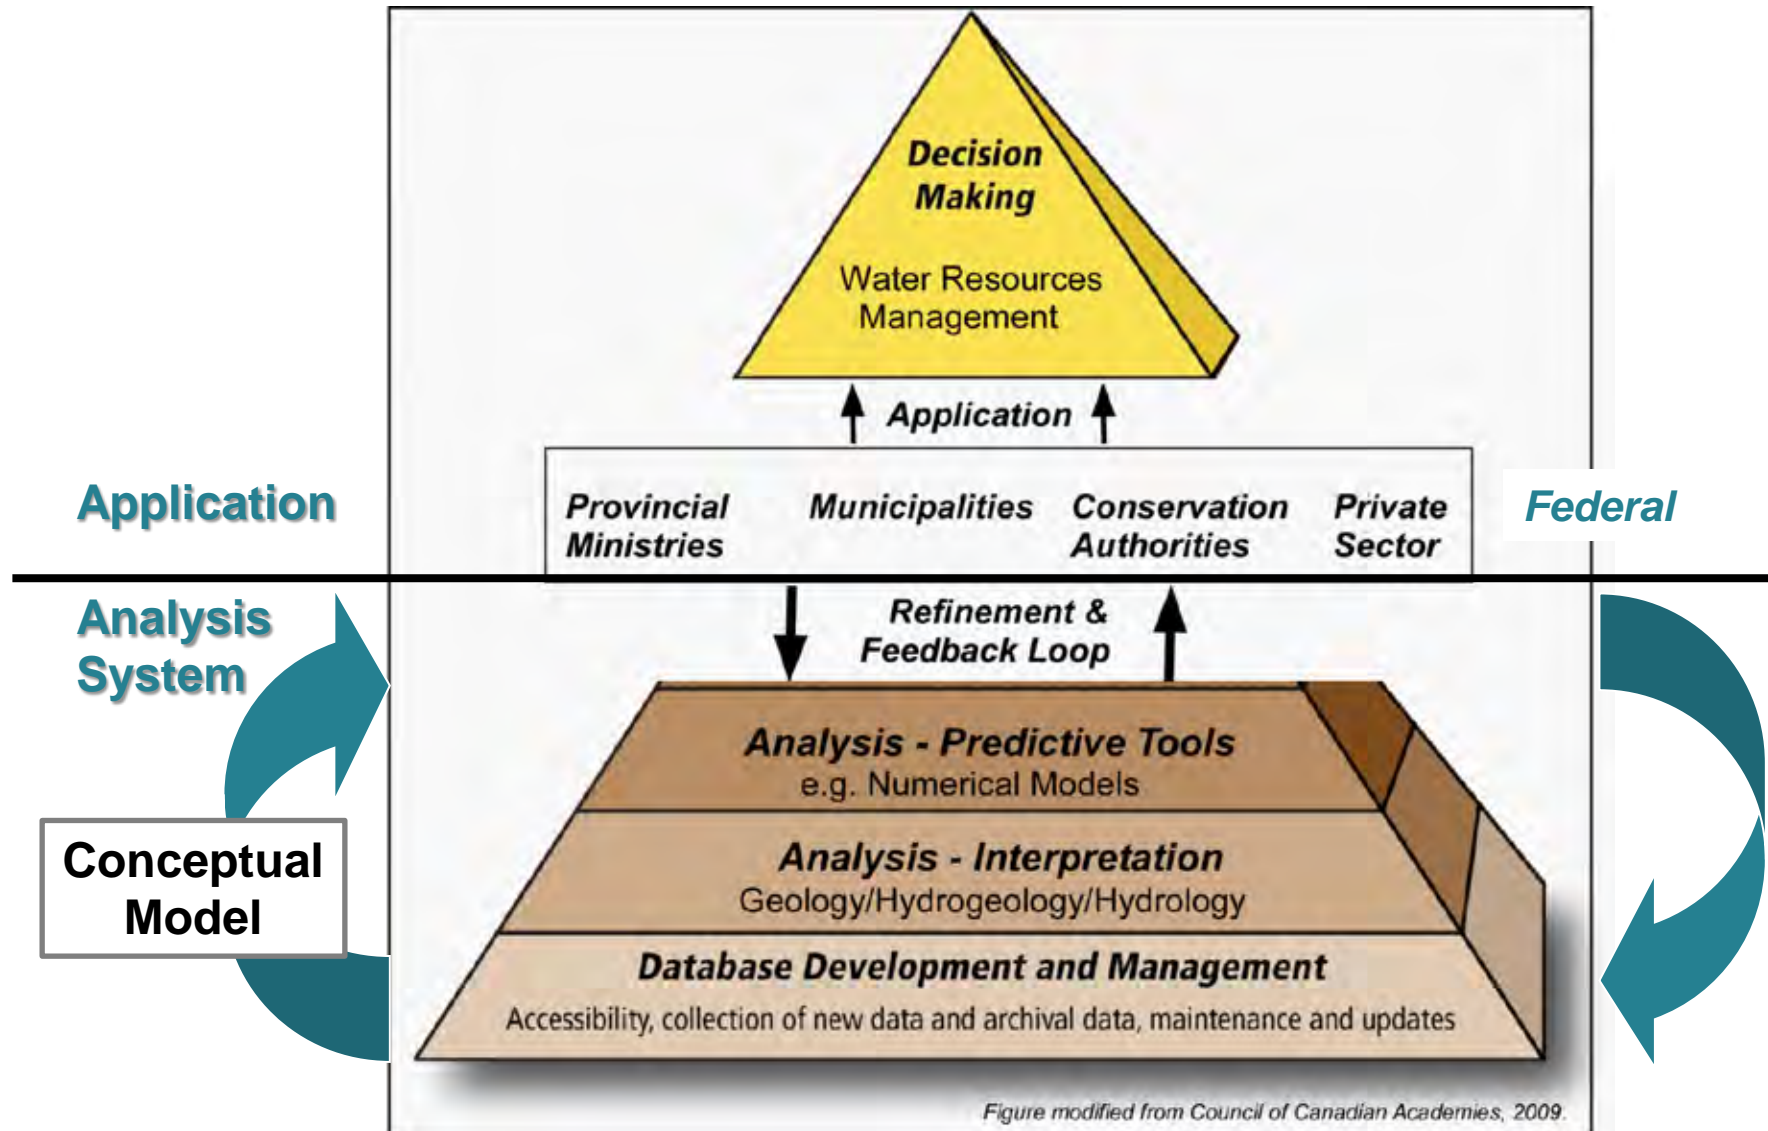 Decision
Making
Water Resources
Management
Application
Application
Provincial
Ministries
Municipalities
Conservation
Authorities
Private
Sector
Federal
Analysis
System
Refinement &
Feedback Loop
Analysis - Predictive Tools
e.g. Numerical Models
Conceptual
Model
Analysis - Interpretation
Geology/Hydrogeology/Hydrology
Database Development and Management
Accessibility, collection of new data and archival data, maintenance and updates
Figure modified from Council of Canadian Academies, 2009.